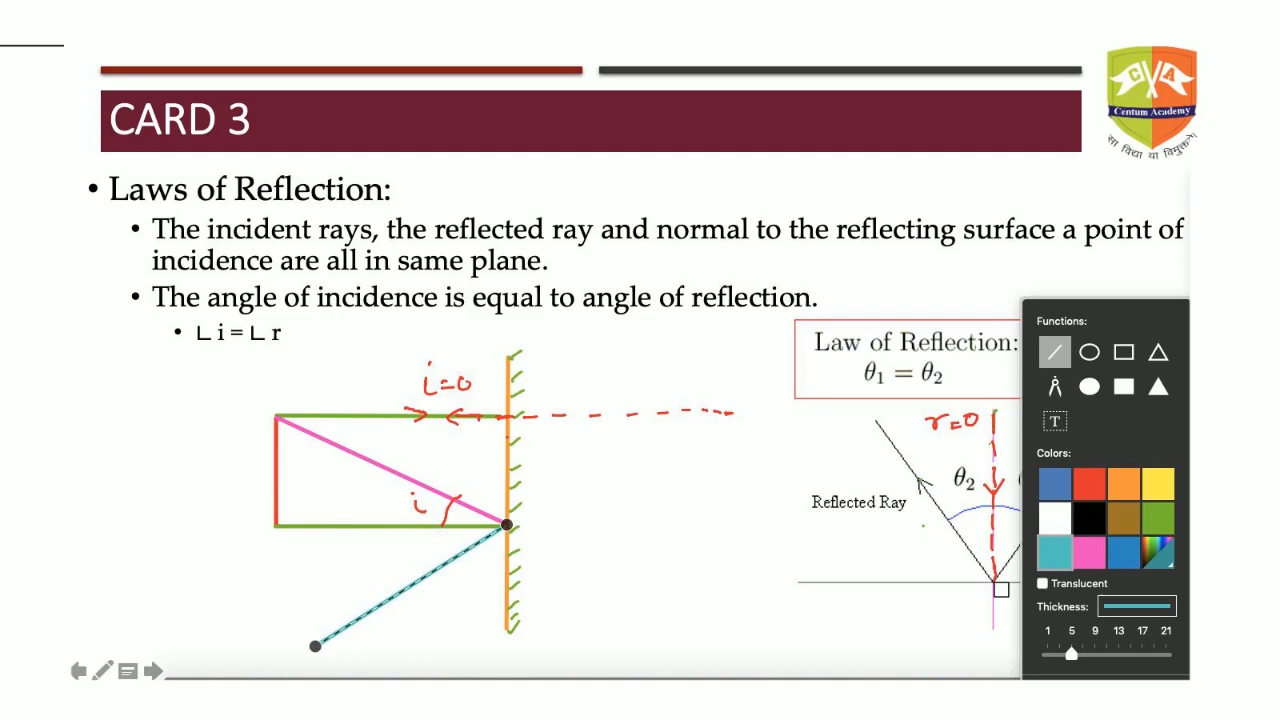 CARD 3
CVA
Centum Academy
सा विद्या या विमुक्तये
• Laws of Reflection:
• The incident rays, the reflected ray and normal to the reflecting surface a point of
incidence are all in same plane.
• The angle of incidence is equal to angle of reflection.
• ∟ i = ∟ r
Law of Reflection:
θ₁ = θ₂
i=0
i
r=0
θ₂
Reflected Ray
Functions:
T
Colors:
Translucent
Thickness:
1 5 9 13 17 21